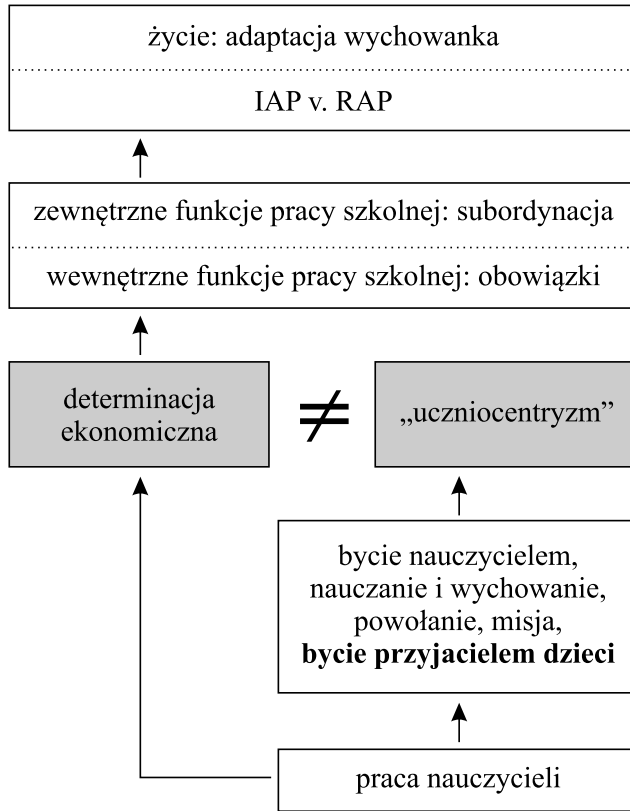 życie: adaptacja wychowanka
IAP v. RAP
zewnętrzne funkcje pracy szkolnej: subordynacja
wewnętrzne funkcje pracy szkolnej: obowiązki
determinacja
ekonomiczna
≠
„uczniocentryzm”
bycie nauczycielem,
nauczanie i wychowanie,
powołanie, misja,
bycie przyjacielem dzieci
praca nauczycieli